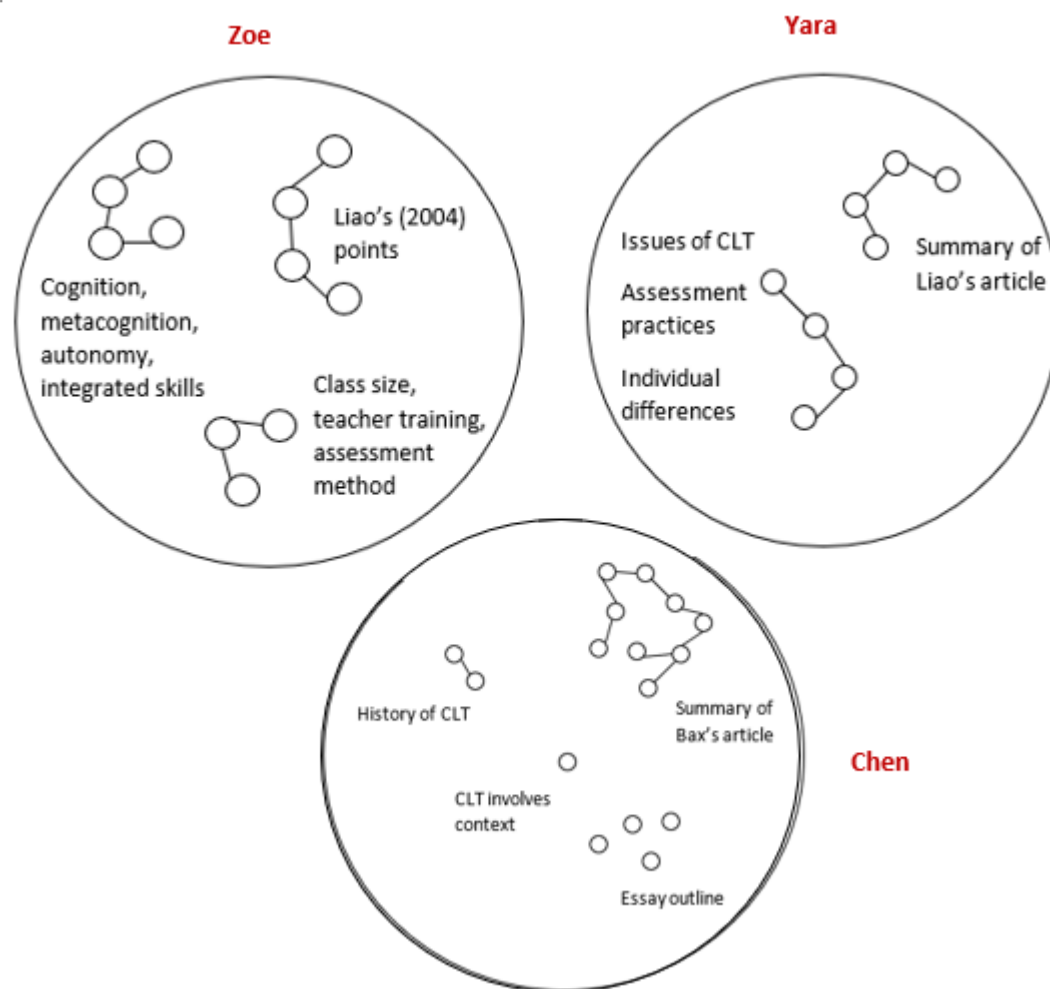 Zoe
Yara
Liao's (2004)
points
Cognition,
metacognition,
autonomy,
integrated skills
Class size,
teacher training,
assessment
method
Issues of CLT
Assessment
practices
Individual
differences
Summary of
Liao's article
History of CLT
Summary of
Bax's article
Chen
CLT involves
context
Essay outline